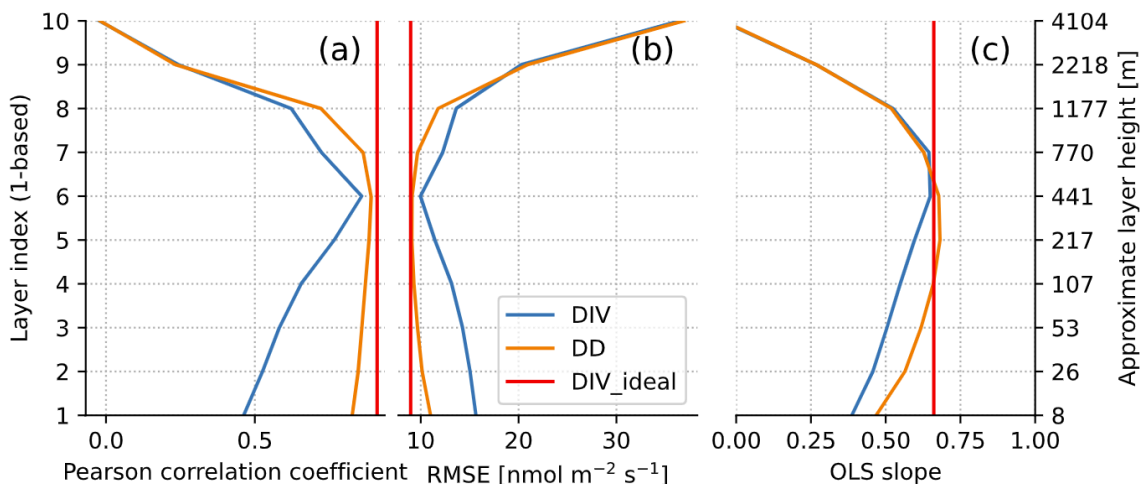 Layer index (1-based)
10
9
8
7
6
5
4
3
2
1
(a)
0.0 0.5
Pearson correlation coefficient
(b)
DIV
DD
DIV_ideal
10 20 30
RMSE [nmol m⁻² s⁻¹]
(c)
0.00 0.25 0.50 0.75 1.00
OLS slope
4104
2218
1177
770
441
217
107
53
26
8
Approximate layer height [m]